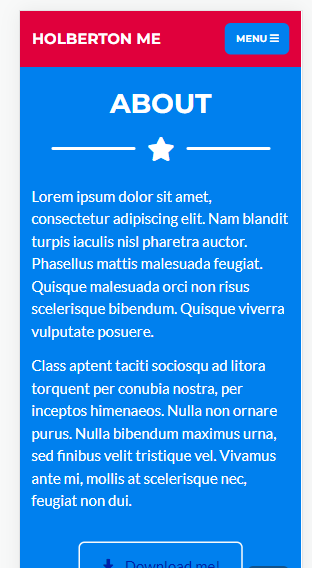 HOLBERTON ME
MENU
ABOUT
Lorem ipsum dolor sit amet,
consectetur adipiscing elit. Nam blandit
turpis iaculis nisl pharetra auctor.
Phasellus mattis malesuada feugiat.
Quisque malesuada orci non risus
scelerisque bibendum. Quisque viverra
vulputate posuere.
Class aptent taciti sociosqu ad litora
torquent per conubia nostra, per
inceptos himenaeos. Nulla non ornare
purus. Nulla bibendum maximus urna,
sed finibus velit tristique vel. Vivamus
ante mi, mollis at scelerisque nec,
feugiat non dui.
Download me!